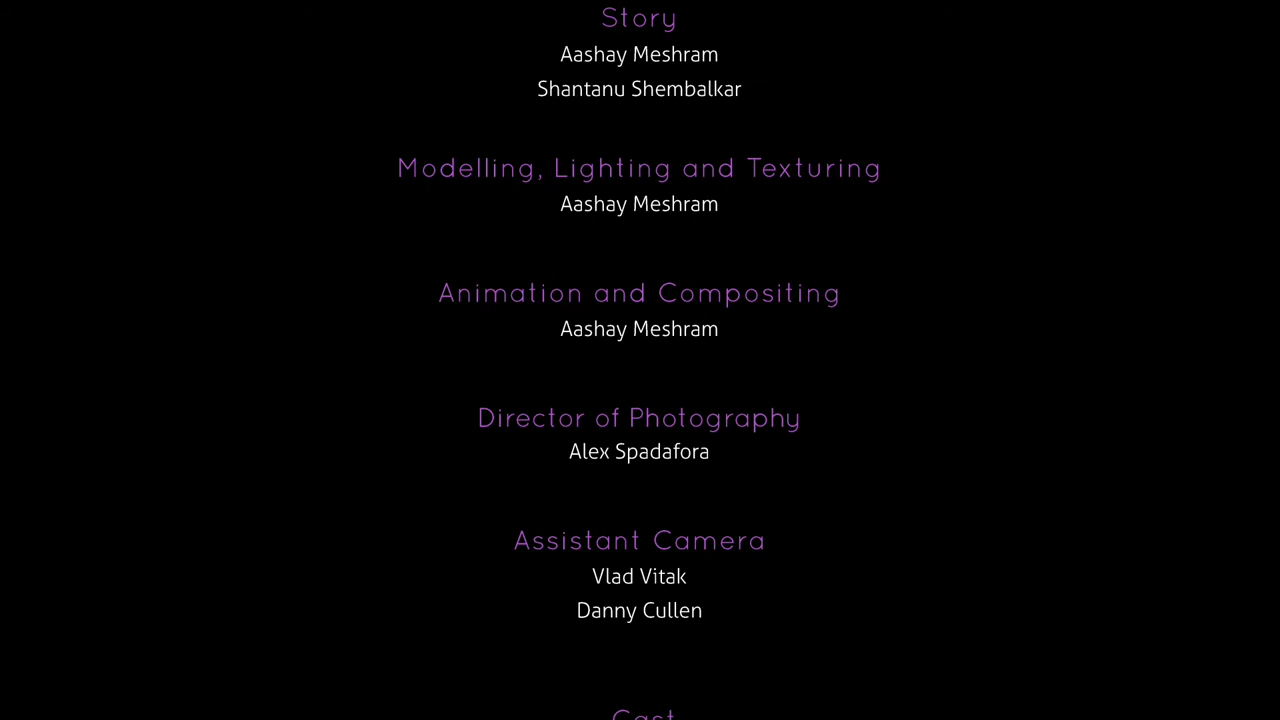 Story
Aashay Meshram
Shantanu Shembalkar
Modelling, Lighting and Texturing
Aashay Meshram
Animation and Compositing
Aashay Meshram
Director of Photography
Alex Spadafora
Assistant Camera
Vlad Vitak
Danny Cullen
Cast